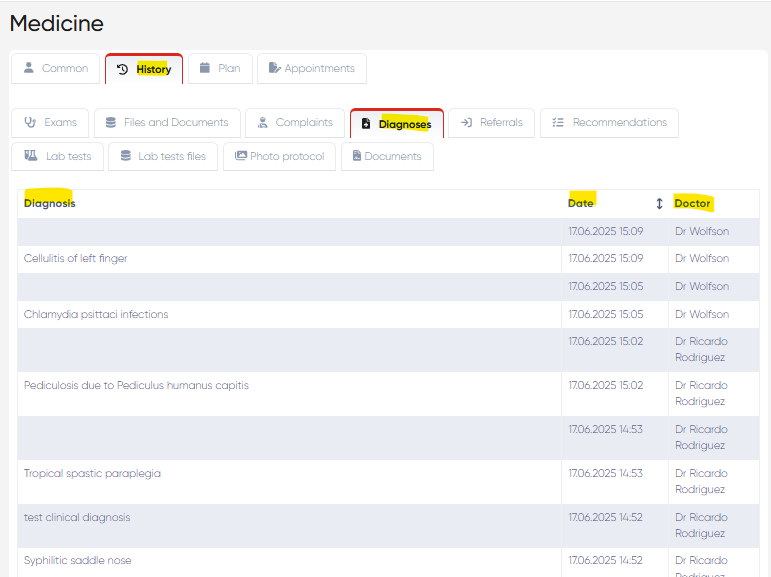 Medicine
Common History Plan Appointments
Exams Files and Documents Complaints Diagnoses Referrals Recommendations
Lab tests Lab tests files Photo protocol Documents
Diagnosis Date Doctor
17.06.2025 15:09 Dr Wolfson
Cellulitis of left finger 17.06.2025 15:09 Dr Wolfson
17.06.2025 15:05 Dr Wolfson
Chlamydia psittaci infections 17.06.2025 15:05 Dr Wolfson
17.06.2025 15:02 Dr Ricardo
Rodriguez
Pediculosis due to Pediculus humanus capitis 17.06.2025 15:02 Dr Ricardo
Rodriguez
17.06.2025 14:53 Dr Ricardo
Rodriguez
Tropical spastic paraplegia 17.06.2025 14:53 Dr Ricardo
Rodriguez
test clinical diagnosis 17.06.2025 14:52 Dr Ricardo
Rodriguez
Syphilitic saddle nose 17.06.2025 14:52 Dr Ricardo